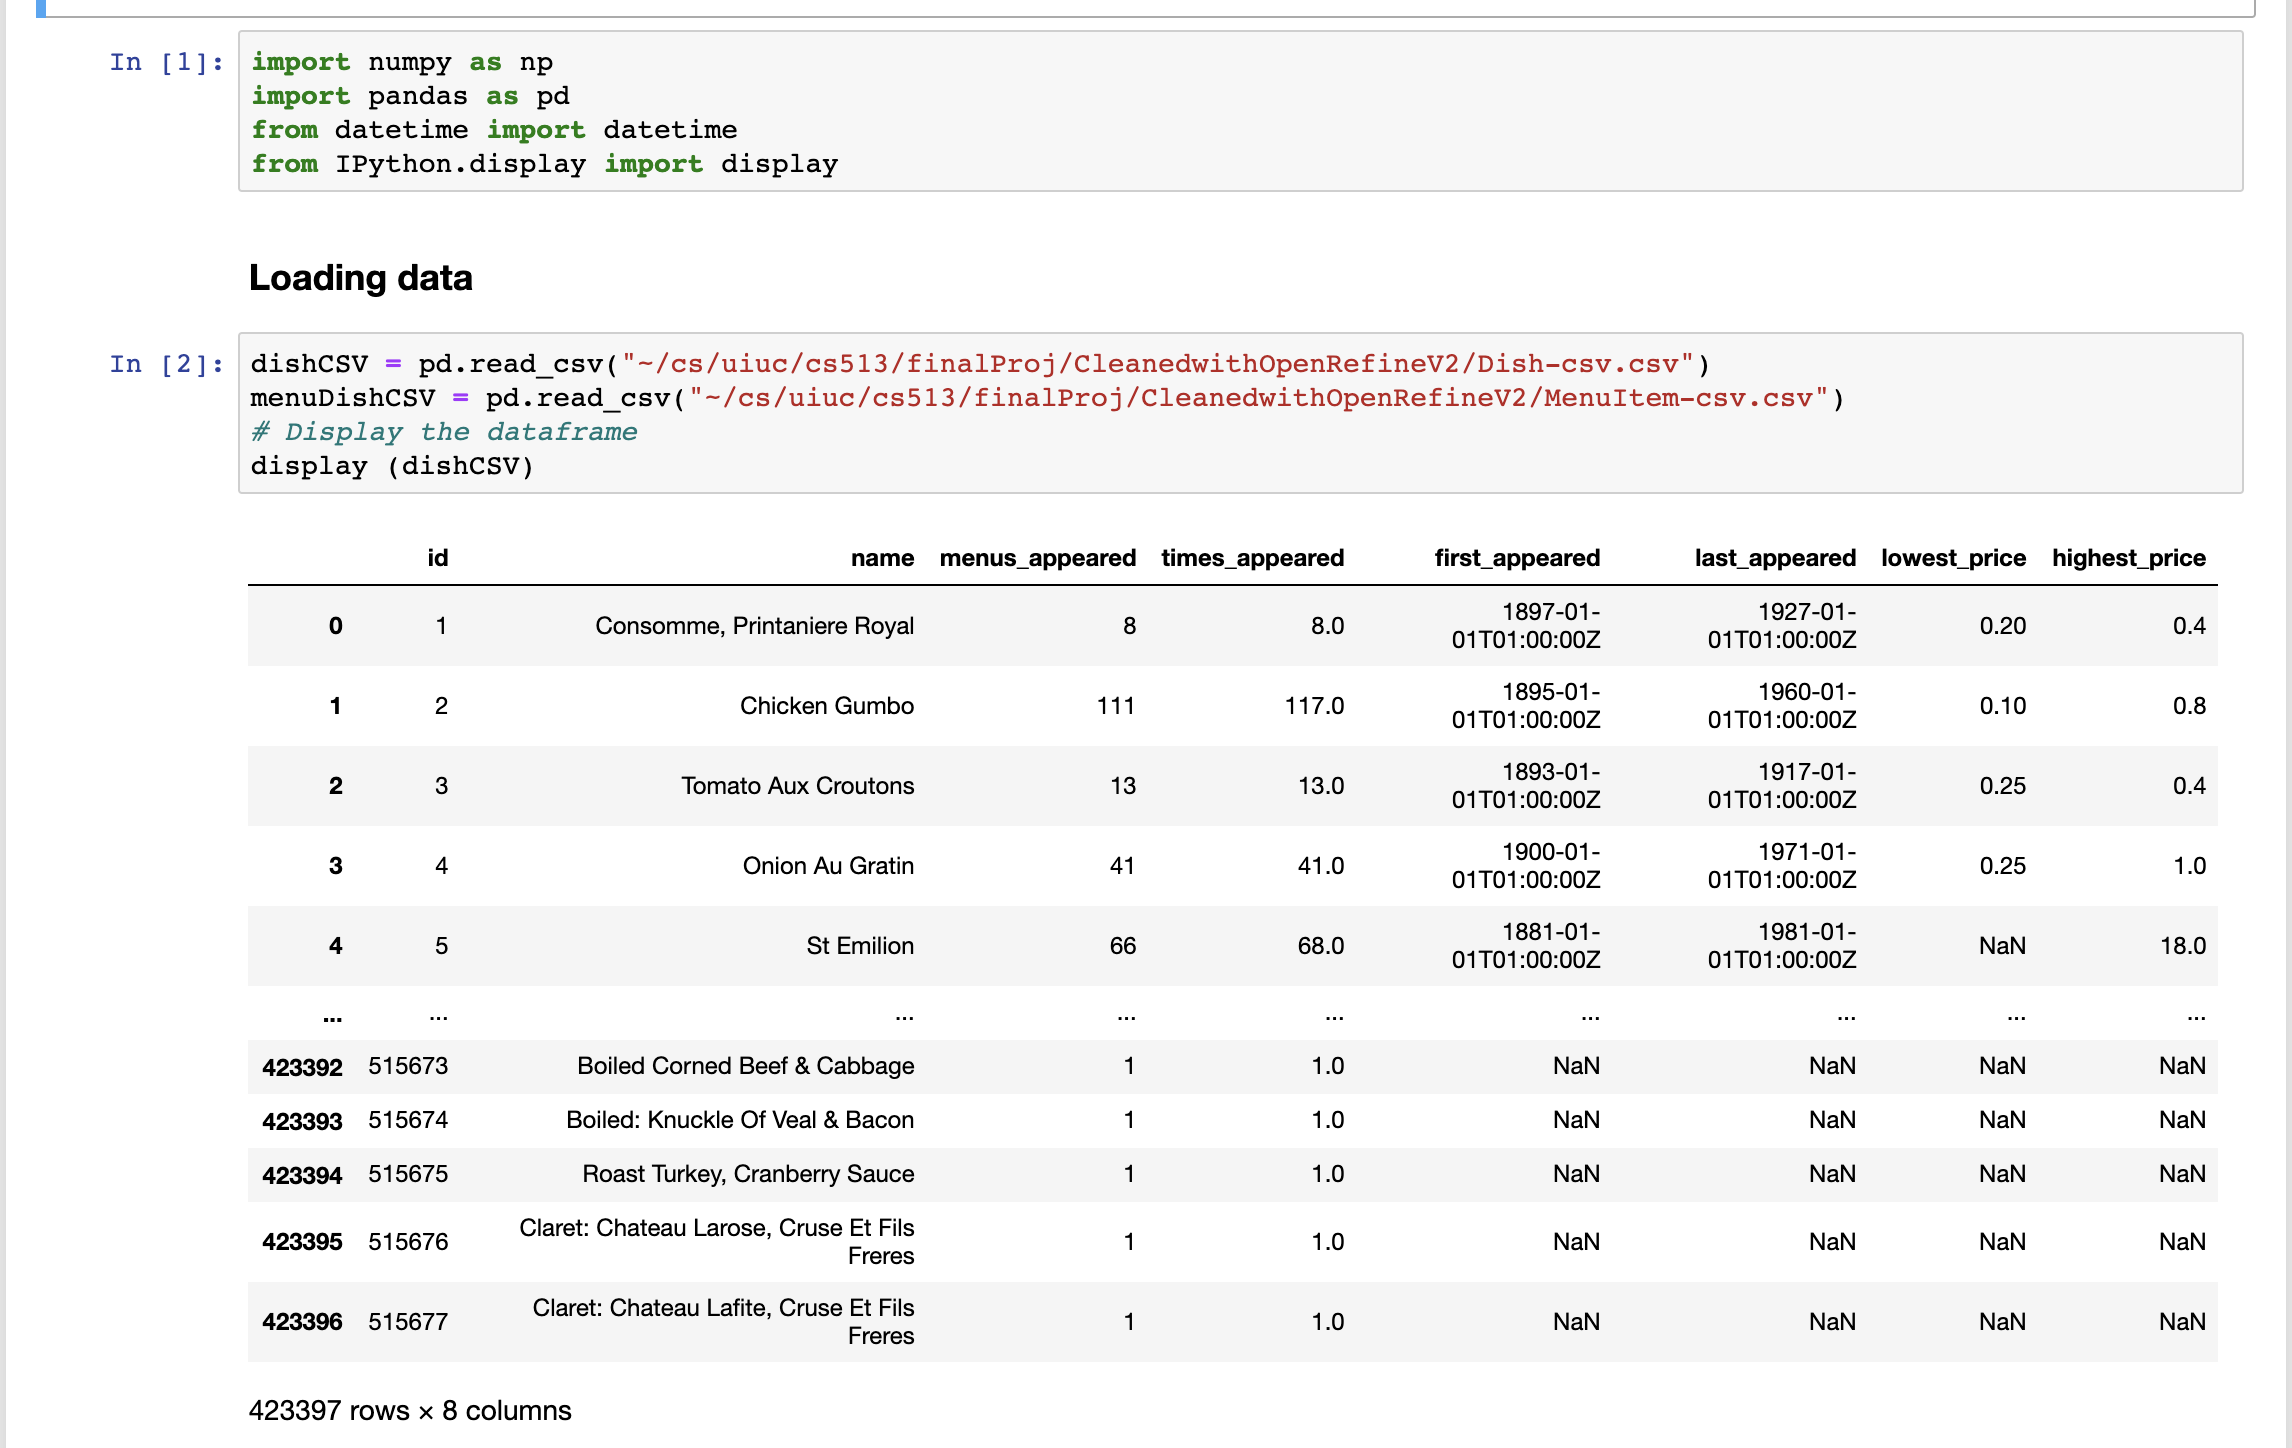 In [1]: import numpy as np
import pandas as pd
from datetime import datetime
from IPython.display import display
Loading data
In [2]: dishCSV = pd.read_csv("~/cs/uiuc/cs513/finalProj/CleanedwithOpenRefineV2/Dish-csv.csv")
menuDishCSV = pd.read_csv("~/cs/uiuc/cs513/finalProj/CleanedwithOpenRefineV2/MenuItem-csv.csv")
# Display the dataframe
display (dishCSV)
id name menus_appeared times_appeared first_appeared last_appeared lowest_price highest_price
0 1 Consomme, Printaniere Royal 8 8.0 1897-01-01T01:00:00Z 1927-01-01T01:00:00Z 0.20 0.4
1 2 Chicken Gumbo 111 117.0 1895-01-01T01:00:00Z 1960-01-01T01:00:00Z 0.10 0.8
2 3 Tomato Aux Croutons 13 13.0 1893-01-01T01:00:00Z 1917-01-01T01:00:00Z 0.25 0.4
3 4 Onion Au Gratin 41 41.0 1900-01-01T01:00:00Z 1971-01-01T01:00:00Z 0.25 1.0
4 5 St Emilion 66 68.0 1881-01-01T01:00:00Z 1981-01-01T01:00:00Z NaN 18.0
... ... ... ... ... ... ... ... ...
423392 515673 Boiled Corned Beef & Cabbage 1 1.0 NaN NaN NaN NaN
423393 515674 Boiled: Knuckle Of Veal & Bacon 1 1.0 NaN NaN NaN NaN
423394 515675 Roast Turkey, Cranberry Sauce 1 1.0 NaN NaN NaN NaN
423395 515676 Claret: Chateau Larose, Cruse Et Fils Freres 1 1.0 NaN NaN NaN NaN
423396 515677 Claret: Chateau Lafite, Cruse Et Fils Freres 1 1.0 NaN NaN NaN NaN
423397 rows × 8 columns